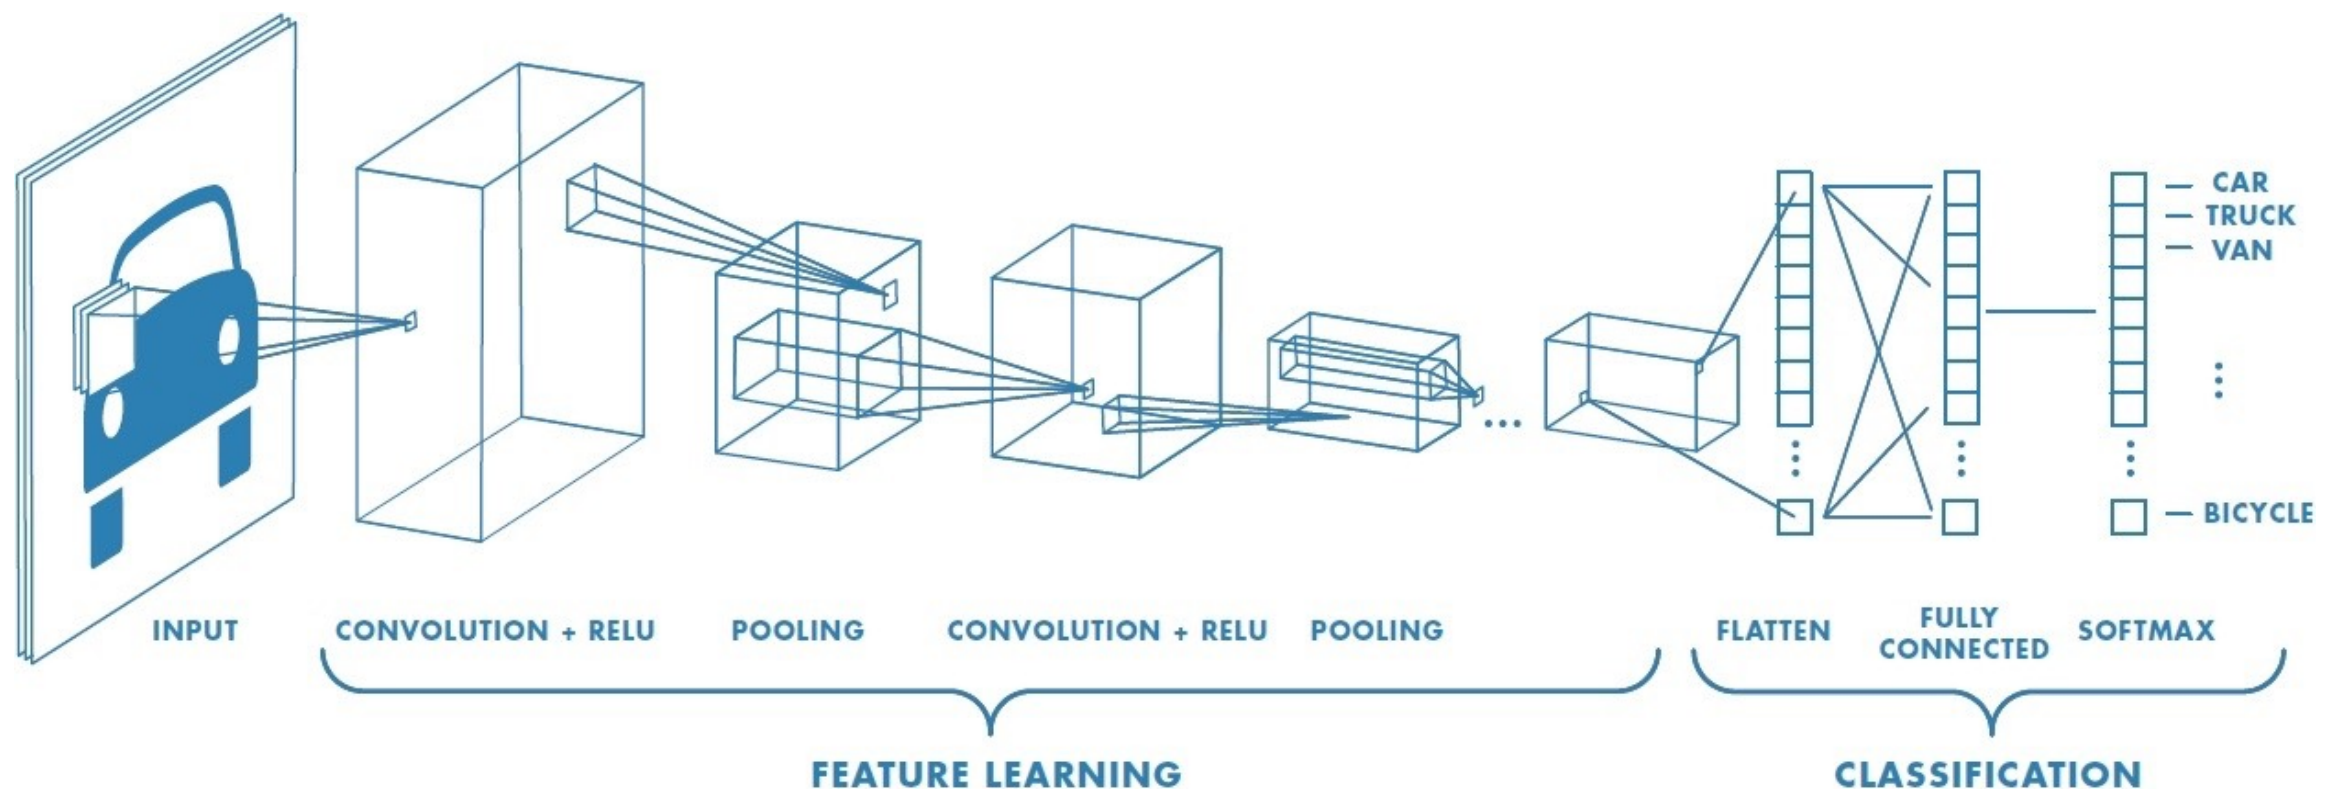 CAR
TRUCK
VAN
BICYCLE
INPUT
CONVOLUTION + RELU
POOLING
CONVOLUTION + RELU
POOLING
FLATTEN
FULLY
CONNECTED
SOFTMAX
FEATURE LEARNING
CLASSIFICATION